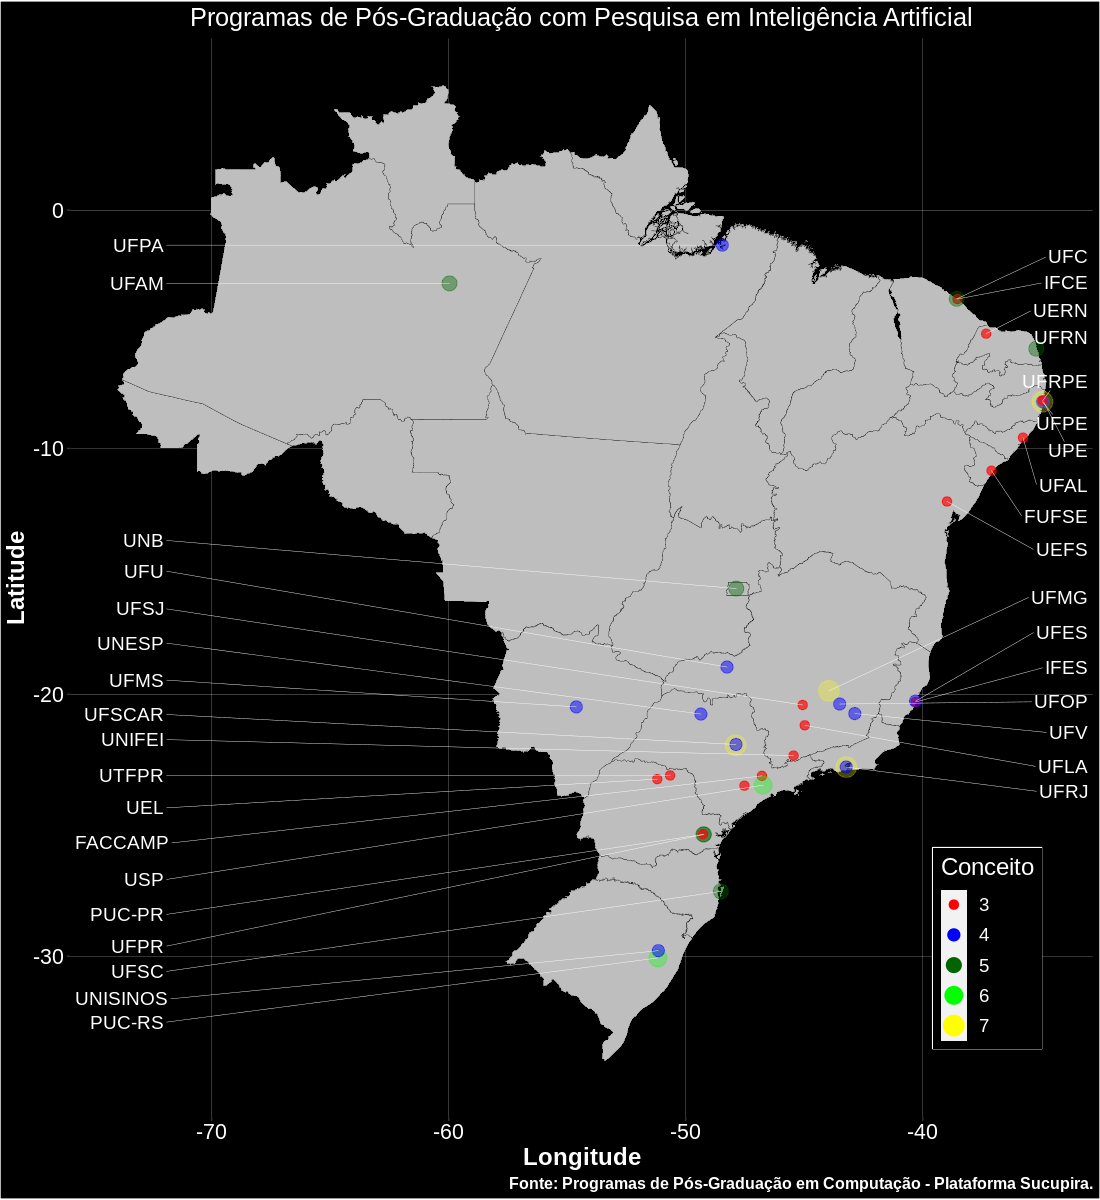 Programas de Pós-Graduação com Pesquisa em Inteligência Artificial
0
-10
-20
-30
Latitude
UFPA
UFAM
UNB
UFU
UFSJ
UNESP
UFMS
UFSCAR
UNIFEI
UTFPR
UEL
FACCAMP
USP
PUC-PR
UFPR
UFSC
UNISINOS
PUC-RS
UFC
IFCE
UERN
UFRN
UFRPE
UFPE
UPE
UFAL
FUFSE
UEFS
UFMG
UFES
IFES
UFOP
UFV
UFLA
UFRJ
Conceito
3
4
5
6
7
-70
-60
-50
-40
Longitude
Fonte: Programas de Pós-Graduação em Computação - Plataforma Sucupira.